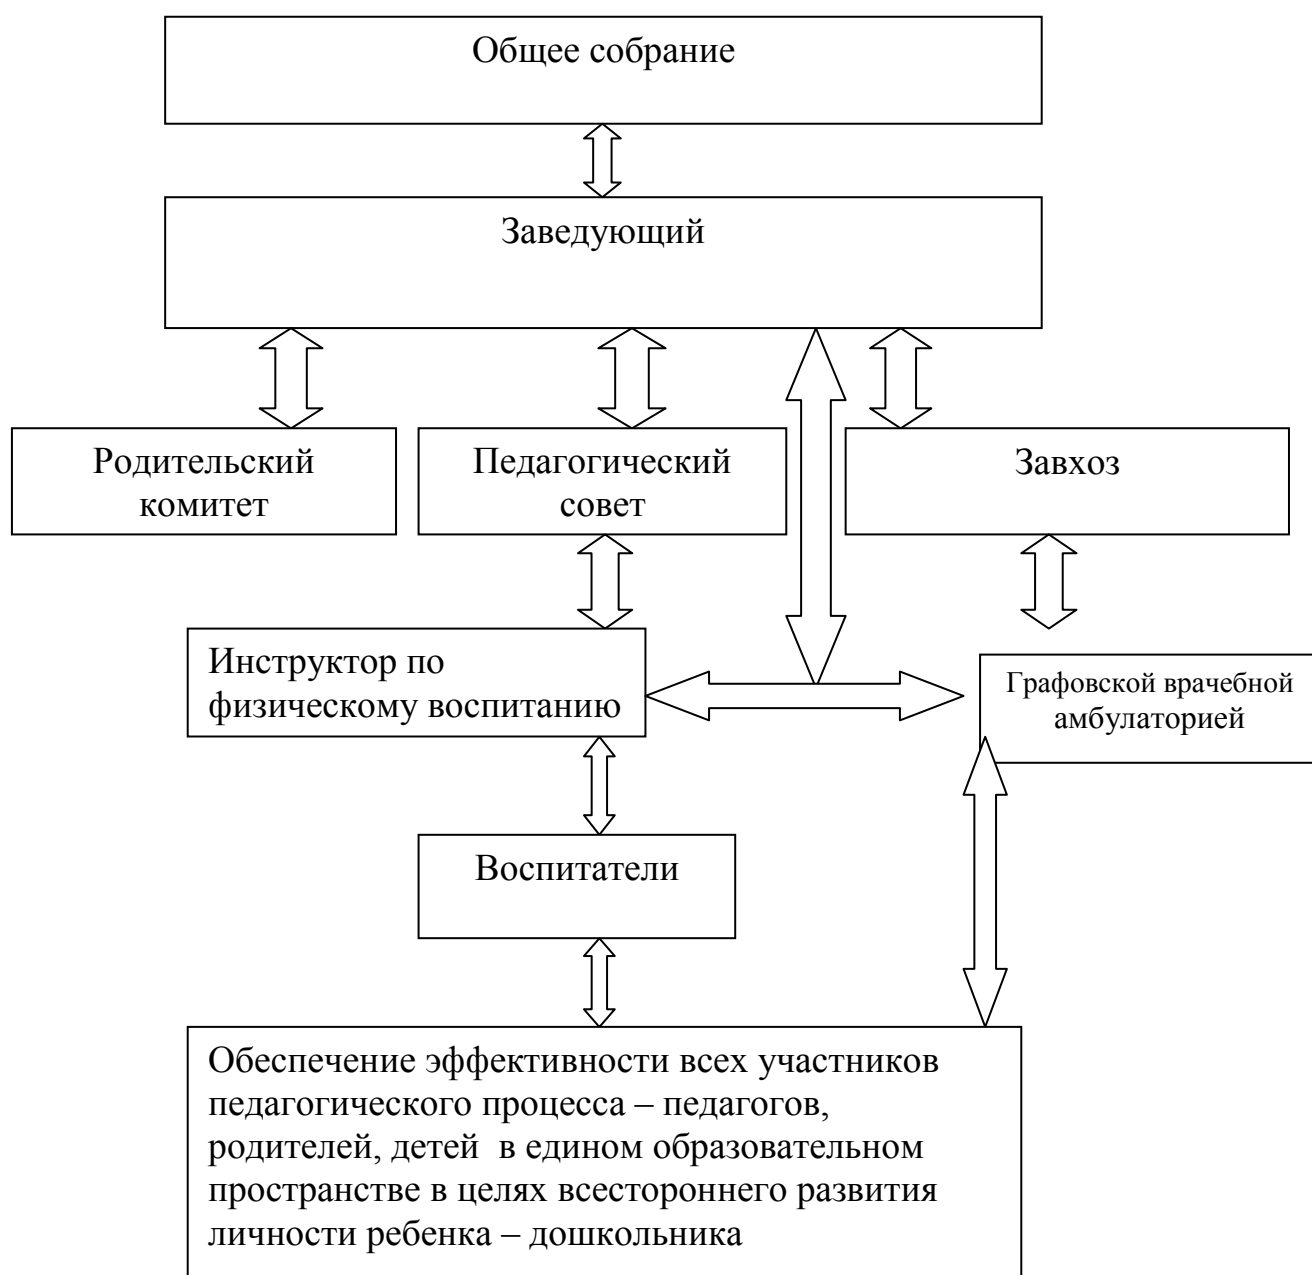 Общее собрание
Заведующий
Родительский
комитет
Педагогический
совет
Завхоз
Инструктор по
физическому воспитанию
Графовской врачебной
амбулаторией
Воспитатели
Обеспечение эффективности всех участников
педагогического процесса – педагогов,
родителей, детей  в едином образовательном
пространстве в целях всестороннего развития
личности ребенка – дошкольника